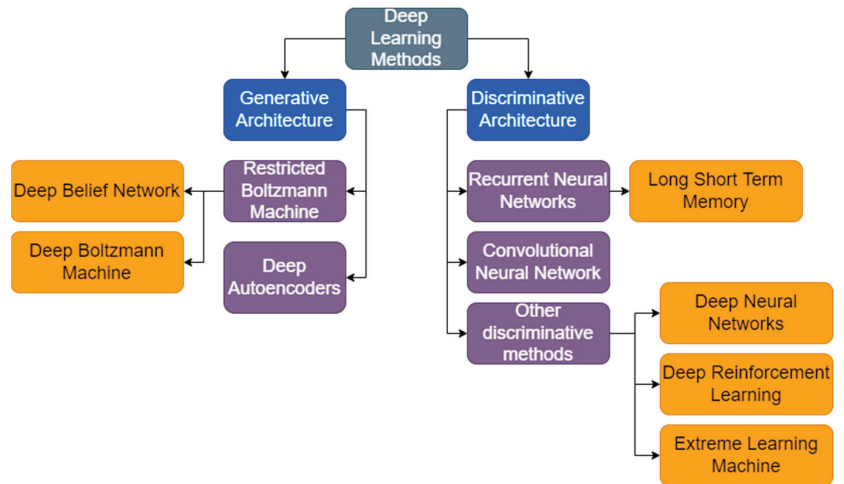 Deep
Learning
Methods
Generative
Architecture
Discriminative
Architecture
Restricted
Boltzmann
Machine
Deep Belief Network
Deep Boltzmann
Machine
Deep
Autoencoders
Recurrent Neural
Networks
Long Short Term
Memory
Convolutional
Neural Network
Other
discriminative
methods
Deep Neural
Networks
Deep Reinforcement
Learning
Extreme Learning
Machine